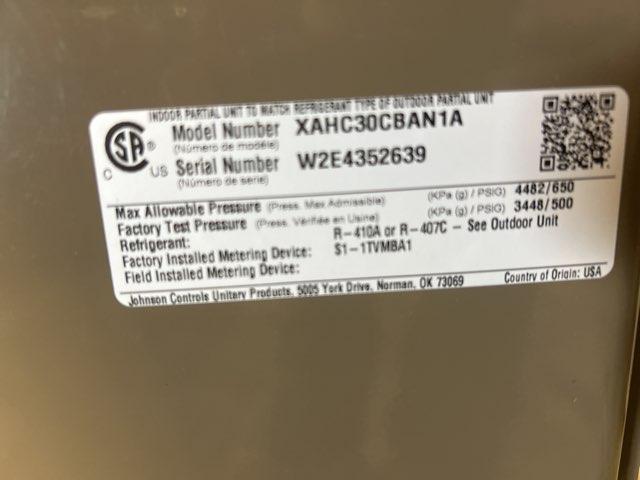 INDOOR PARTIAL UNIT TO MATCH REFRIGERANT TYPE OF OUTDOOR PARTIAL UNIT
CSA® C US
Model Number XAHC30CBAN1A
(Número de modèle)
Serial Number W2E4352639
(Número de série)
Max Allowable Pressure (Press. Max Admissible) (KPa (g) / PSIG) 4482/650
Factory Test Pressure (Press. Vérifée en Usine) (KPa (g) / PSIG) 3448/500
Refrigerant: R-410A or R-407C - See Outdoor Unit
Factory Installed Metering Device: S1-1TVMBA1
Field Installed Metering Device:
Johnson Controls Unitary Products, 5005 York Drive, Norman, OK 73069 Country of Origin: USA